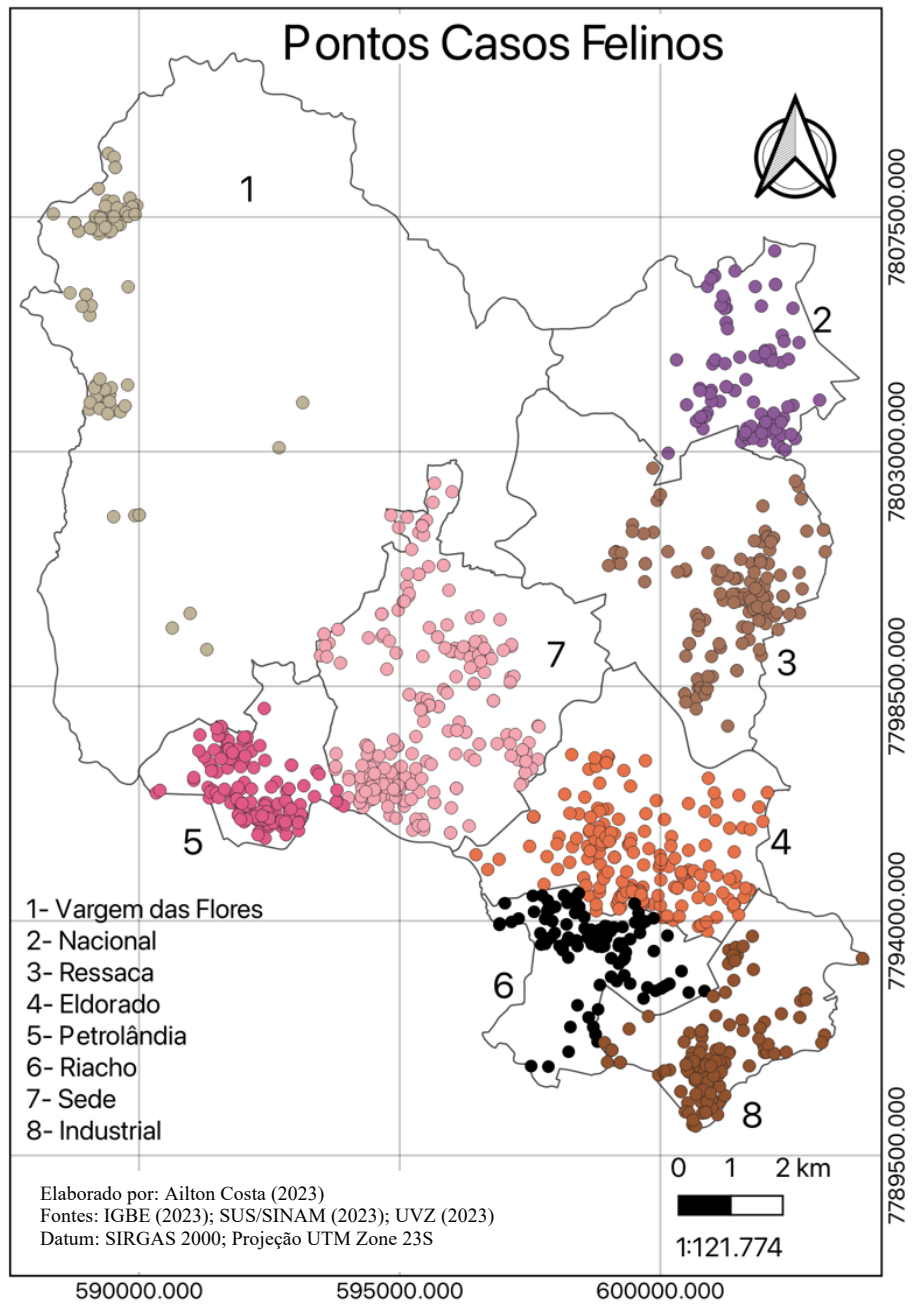 Pontos Casos Felinos
1
2
7
3
5
4
6
8
1- Vargem das Flores
2- Nacional
3- Ressaca
4- Eldorado
5- Petrolândia
6- Riacho
7- Sede
8- Industrial
0 1 2 km
1:121.774
Elaborado por: Ailton Costa (2023)
Fontes: IGBE (2023); SUS/SINAM (2023); UVZ (2023)
Datum: SIRGAS 2000; Projeção UTM Zone 23S
590000.000 595000.000 600000.000
7807500.000
7803000.000
7798500.000
7794000.000
7789500.000